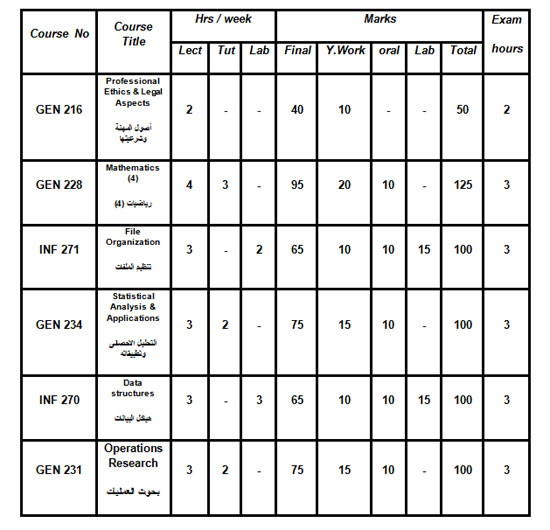 Course No Course Title Hrs / week Marks Exam hours
Lect Tut Lab Final Y.Work oral Lab Total
GEN 216 Professional Ethics & Legal Aspects أصول المهنة وشرعيتها 2 - - 40 10 - - 50 2
GEN 228 Mathematics (4) رياضيات (4) 4 3 - 95 20 10 - 125 3
INF 271 File Organization تنظيم الملفات 3 - 2 65 10 10 15 100 3
GEN 234 Statistical Analysis & Applications التحليل الاحصلى وتطبيقاته 3 2 - 75 15 10 - 100 3
INF 270 Data structures هياكل البيانات 3 - 3 65 10 10 15 100 3
GEN 231 Operations Research بحوث العمليات 3 2 - 75 15 10 - 100 3